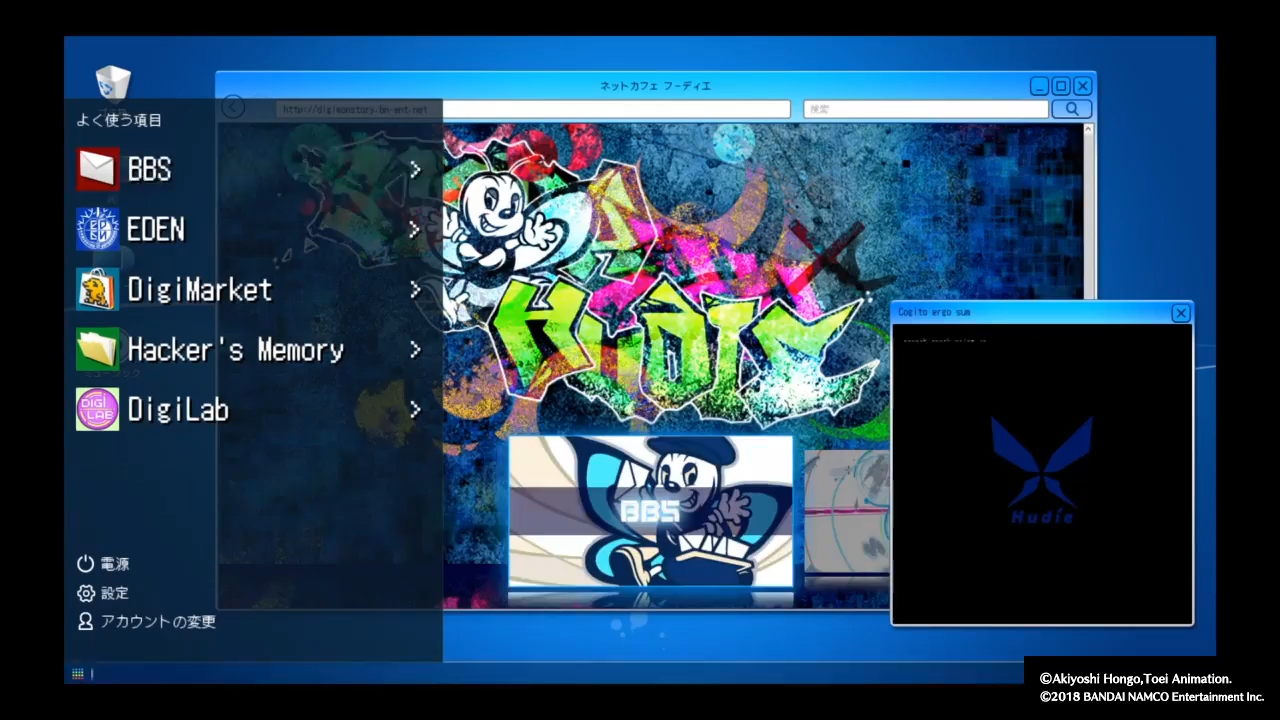 ネットカフェ フーディエ
http://digimonstory.bn-ent.net
検索
よく使う項目
BBS
EDEN
DigiMarket
Hacker's Memory
DigiLab
HUDIE
BBS
Cogito ergo sum
Hudie
電源
設定
アカウントの変更
©Akiyoshi Hongo,Toei Animation.
©2018 BANDAI NAMCO Entertainment Inc.